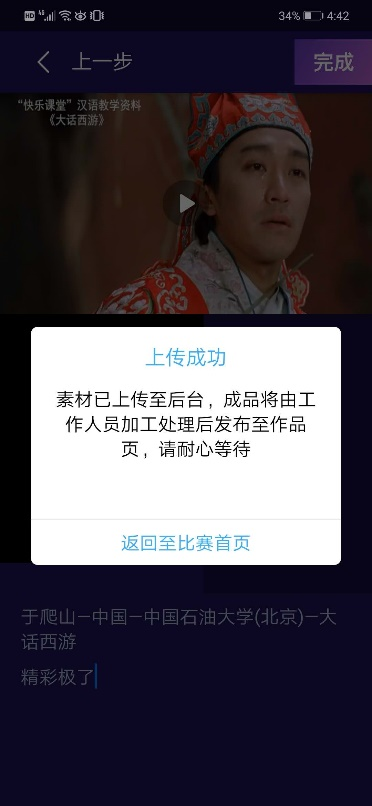 HD 4G 34% 4:42
上一步
完成
“快乐课堂”汉语教学资料
《大话西游》
上传成功
素材已上传至后台，成品将由工
作人员加工处理后发布至作品
页，请耐心等待
返回至比赛首页
于爬山—中国—中国石油大学(北京)—大
话西游
精彩极了